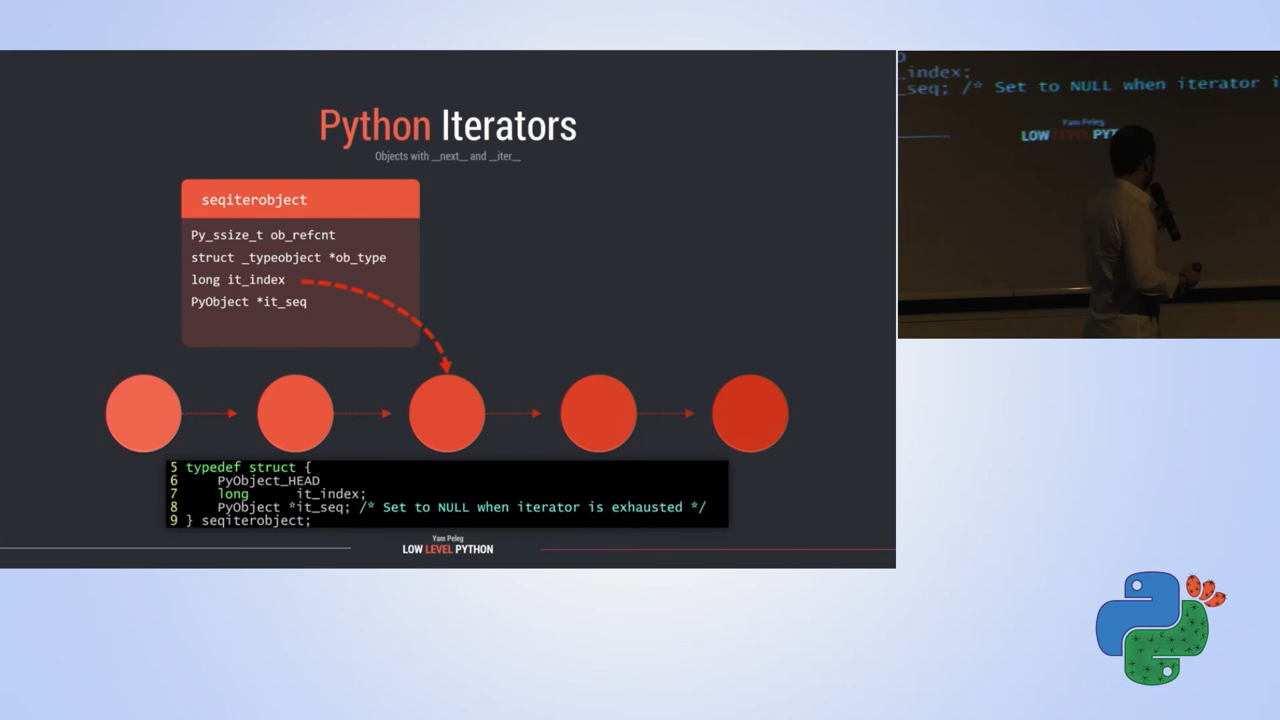 Python Iterators
Objects with __next__ and __iter__
seqiterobject
Py_ssize_t ob_refcnt
struct _typeobject *ob_type
long it_index
PyObject *it_seq
5 typedef struct {
6 PyObject_HEAD
7 long it_index;
8 PyObject *it_seq; /* Set to NULL when iterator is exhausted */
9 } seqiterobject;
Yam Peleg
LOW LEVEL PYTHON
_index;
_seq; /* Set to NULL when iterator i
Yam Peleg
LOW LEVEL PYT